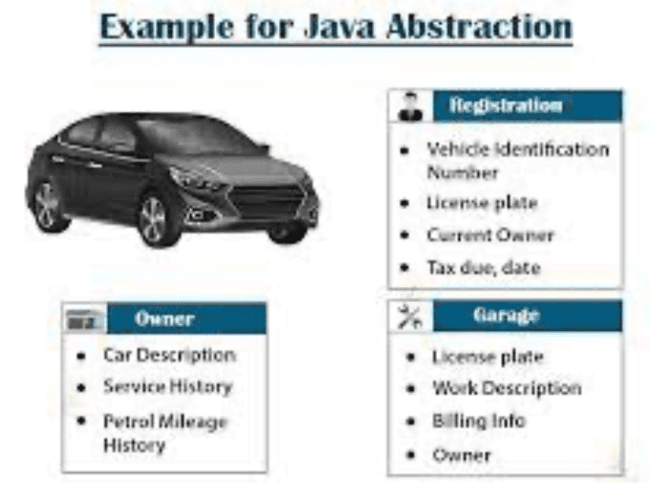 Example for Java Abstraction
Registration
Vehicle Identification
Number
License plate
Current Owner
Tax due, date
Owner
Car Description
Service History
Petrol Mileage
History
Garage
License plate
Work Description
Billing Info
Owner